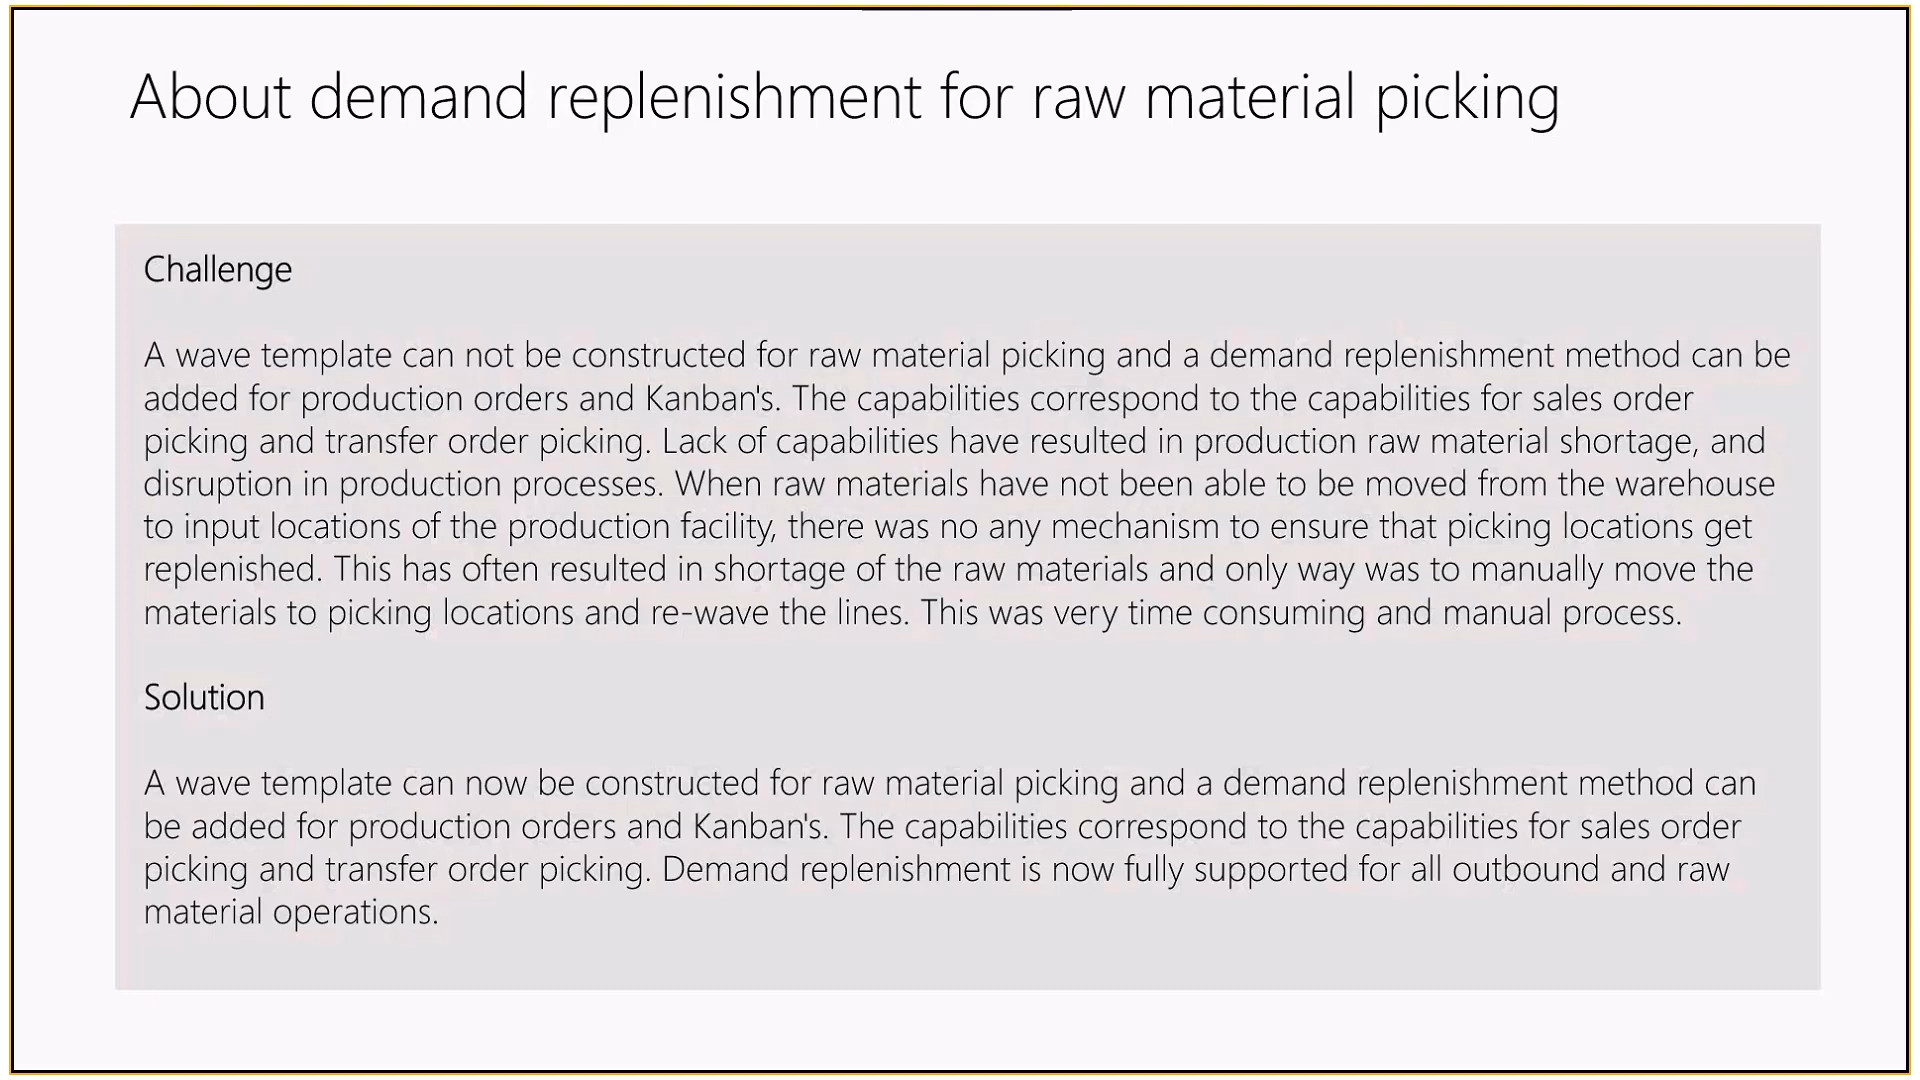 About demand replenishment for raw material picking
Challenge
A wave template can not be constructed for raw material picking and a demand replenishment method can be
added for production orders and Kanban's. The capabilities correspond to the capabilities for sales order
picking and transfer order picking. Lack of capabilities have resulted in production raw material shortage, and
disruption in production processes. When raw materials have not been able to be moved from the warehouse
to input locations of the production facility, there was no any mechanism to ensure that picking locations get
replenished. This has often resulted in shortage of the raw materials and only way was to manually move the
materials to picking locations and re-wave the lines. This was very time consuming and manual process.
Solution
A wave template can now be constructed for raw material picking and a demand replenishment method can
be added for production orders and Kanban's. The capabilities correspond to the capabilities for sales order
picking and transfer order picking. Demand replenishment is now fully supported for all outbound and raw
material operations.